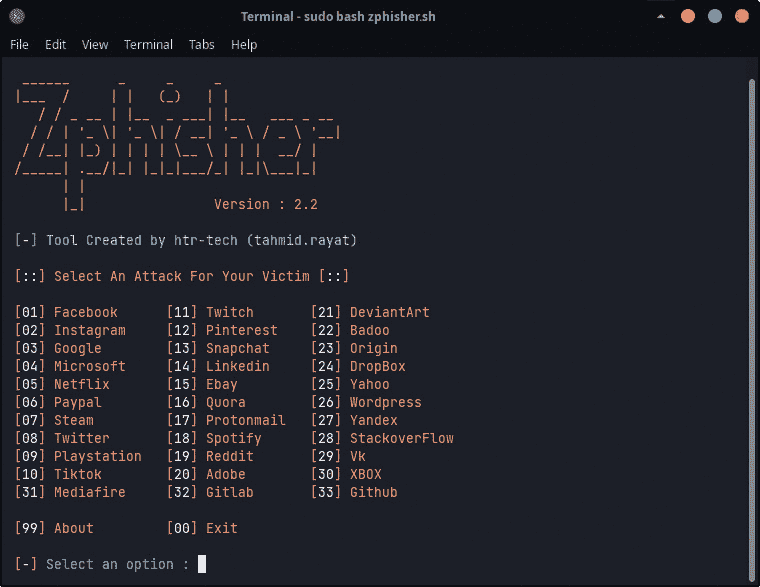 Terminal - sudo bash zphisher.sh
File Edit View Terminal Tabs Help
Zphisher
Version : 2.2
[-] Tool Created by htr-tech (tahmid.rayat)
[::] Select An Attack For Your Victim [::]
[01] Facebook [11] Twitch [21] DeviantArt
[02] Instagram [12] Pinterest [22] Badoo
[03] Google [13] Snapchat [23] Origin
[04] Microsoft [14] Linkedin [24] DropBox
[05] Netflix [15] Ebay [25] Yahoo
[06] Paypal [16] Quora [26] Wordpress
[07] Steam [17] Protonmail [27] Yandex
[08] Twitter [18] Spotify [28] StackoverFlow
[09] Playstation [19] Reddit [29] Vk
[10] Tiktok [20] Adobe [30] XBOX
[31] Mediafire [32] Gitlab [33] Github
[99] About [00] Exit
[-] Select an option :